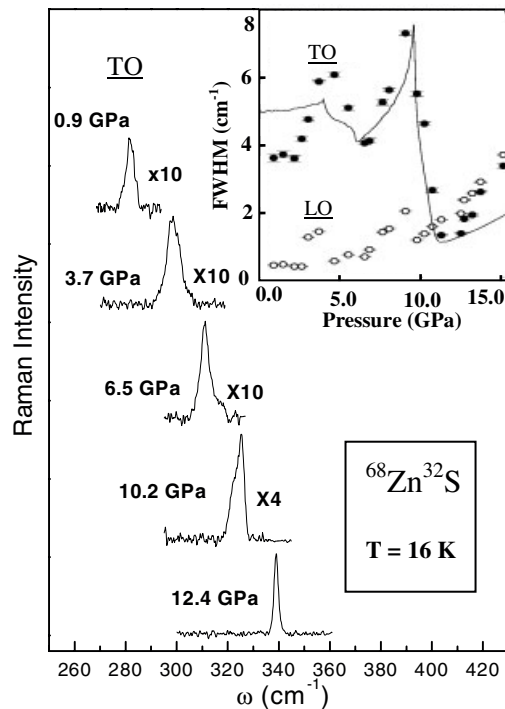 TO
0.9 GPa
x10
3.7 GPa
X10
6.5 GPa
X10
10.2 GPa
X4
12.4 GPa
Raman Intensity
250 260 280 300 320 340 360 380 400 420
ω (cm⁻¹)
8
6
4
2
0
FWHM (cm⁻¹)
TO
LO
0.0 5.0 10.0 15.0
Pressure (GPa)
⁶⁸Zn³²S
T = 16 K